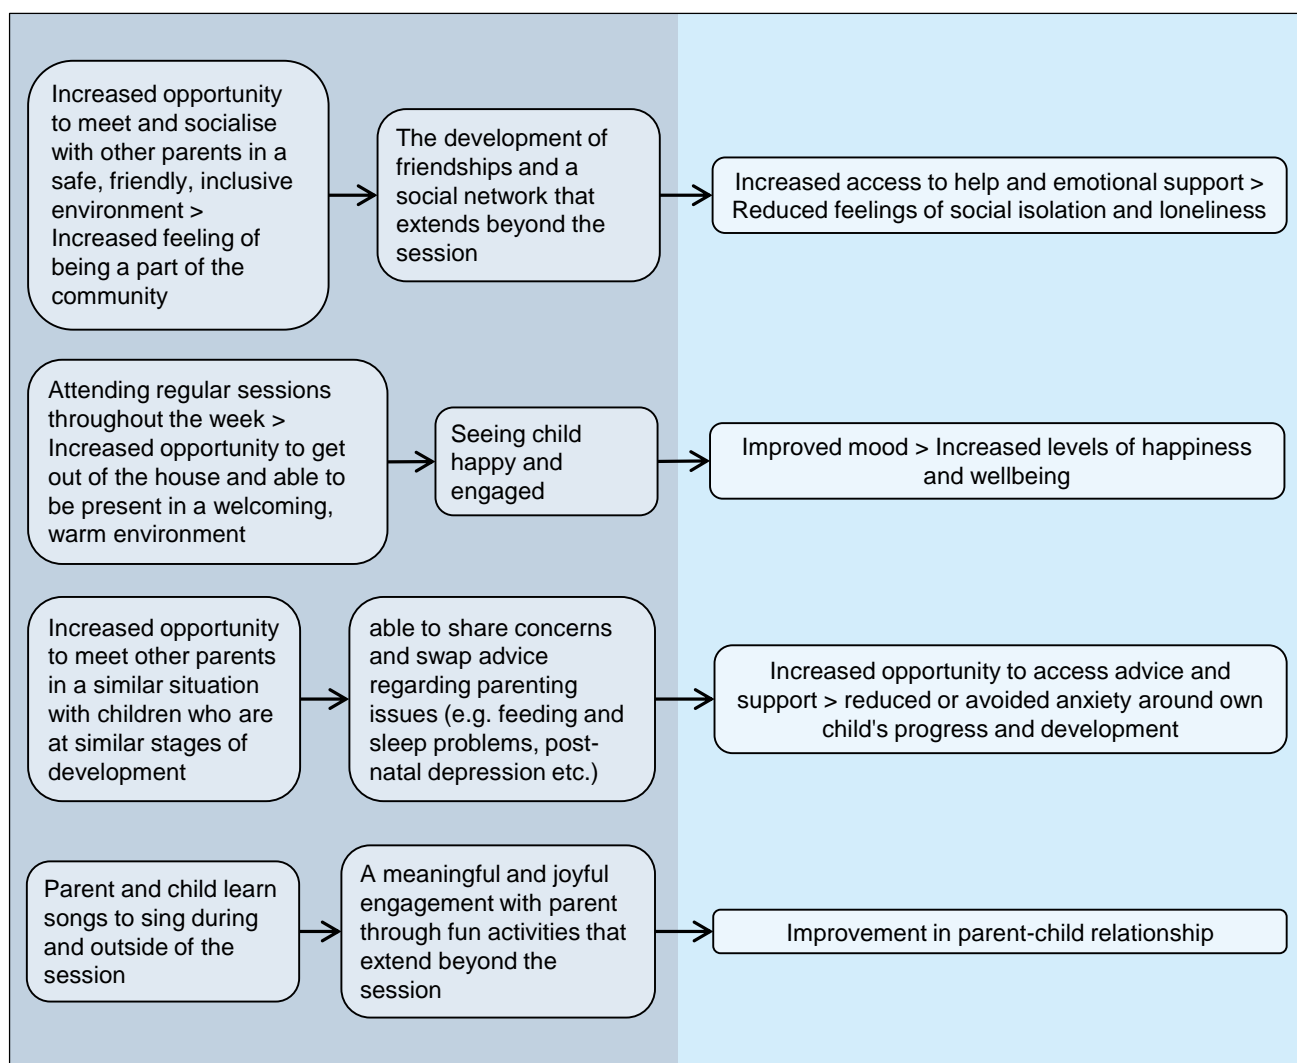 Increased opportunity
to meet and socialise
with other parents in a
safe, friendly, inclusive
environment >
Increased feeling of
being a part of the
community
The development of
friendships and a
social network that
extends beyond the
session
Increased access to help and emotional support >
Reduced feelings of social isolation and loneliness
Attending regular sessions
throughout the week >
Increased opportunity to get
out of the house and able to
be present in a welcoming,
warm environment
Seeing child
happy and
engaged
Improved mood > Increased levels of happiness
and wellbeing
Increased opportunity
to meet other parents
in a similar situation
with children who are
at similar stages of
development
able to share concerns
and swap advice
regarding parenting
issues (e.g. feeding and
sleep problems, post-
natal depression etc.)
Increased opportunity to access advice and
support > reduced or avoided anxiety around own
child's progress and development
Parent and child learn
songs to sing during
and outside of the
session
A meaningful and joyful
engagement with parent
through fun activities that
extend beyond the
session
Improvement in parent-child relationship